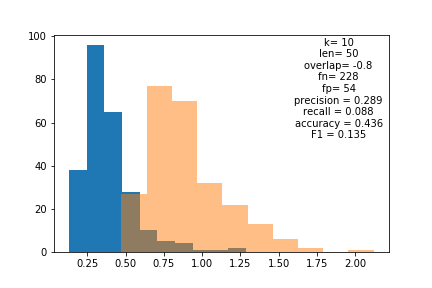 k= 10
len= 50
overlap= -0.8
fn= 228
fp= 54
precision = 0.289
recall = 0.088
accuracy = 0.436
F1 = 0.135
100
80
60
40
20
0
0.25 0.50 0.75 1.00 1.25 1.50 1.75 2.00